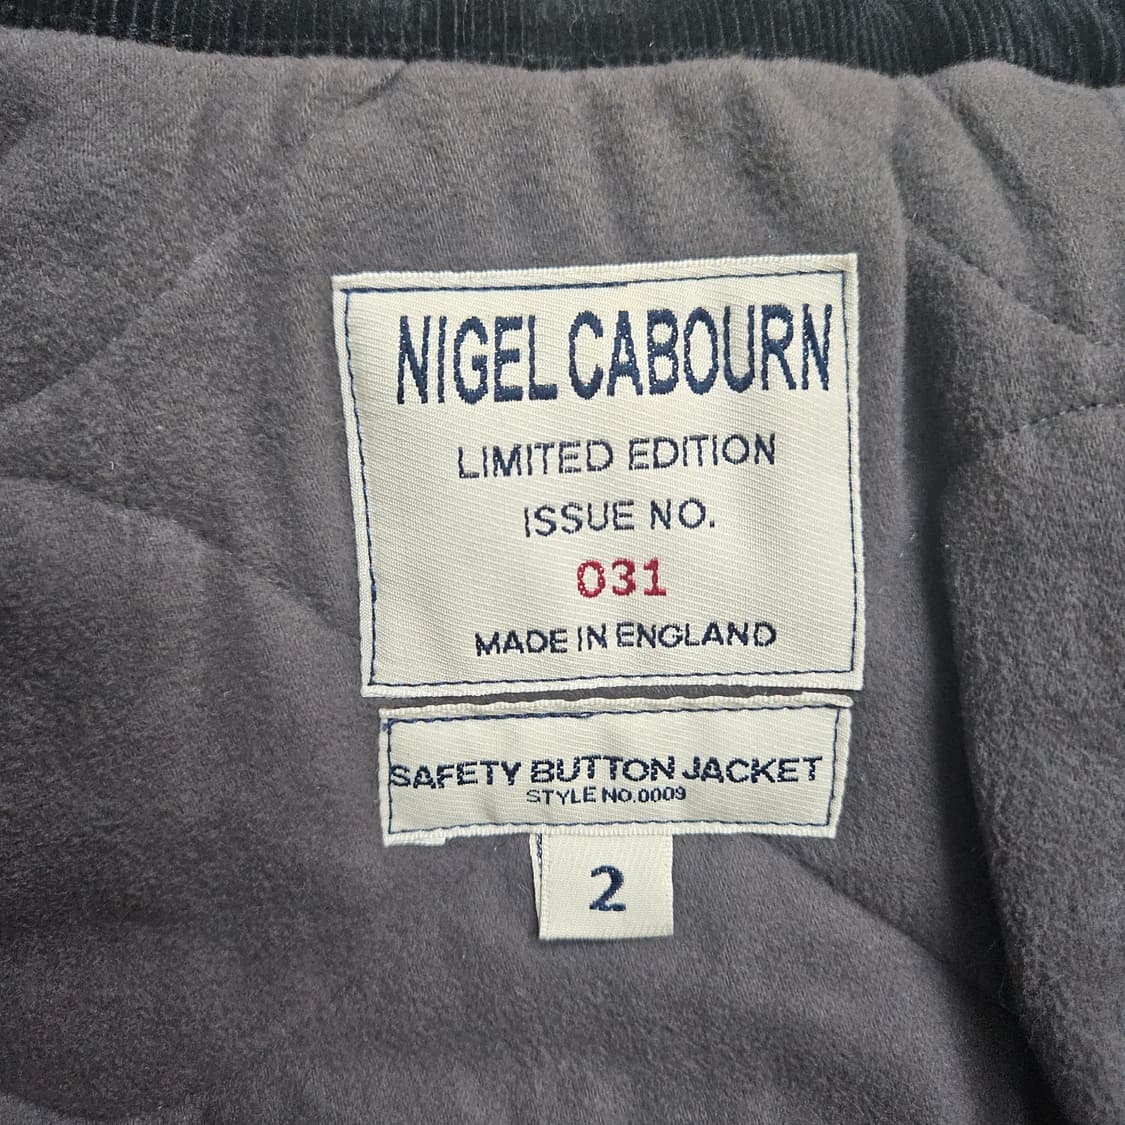 NIGEL CABOURN
LIMITED EDITION
ISSUE NO.
031
MADE IN ENGLAND
SAFETY BUTTON JACKET
STYLE NO.0009
2